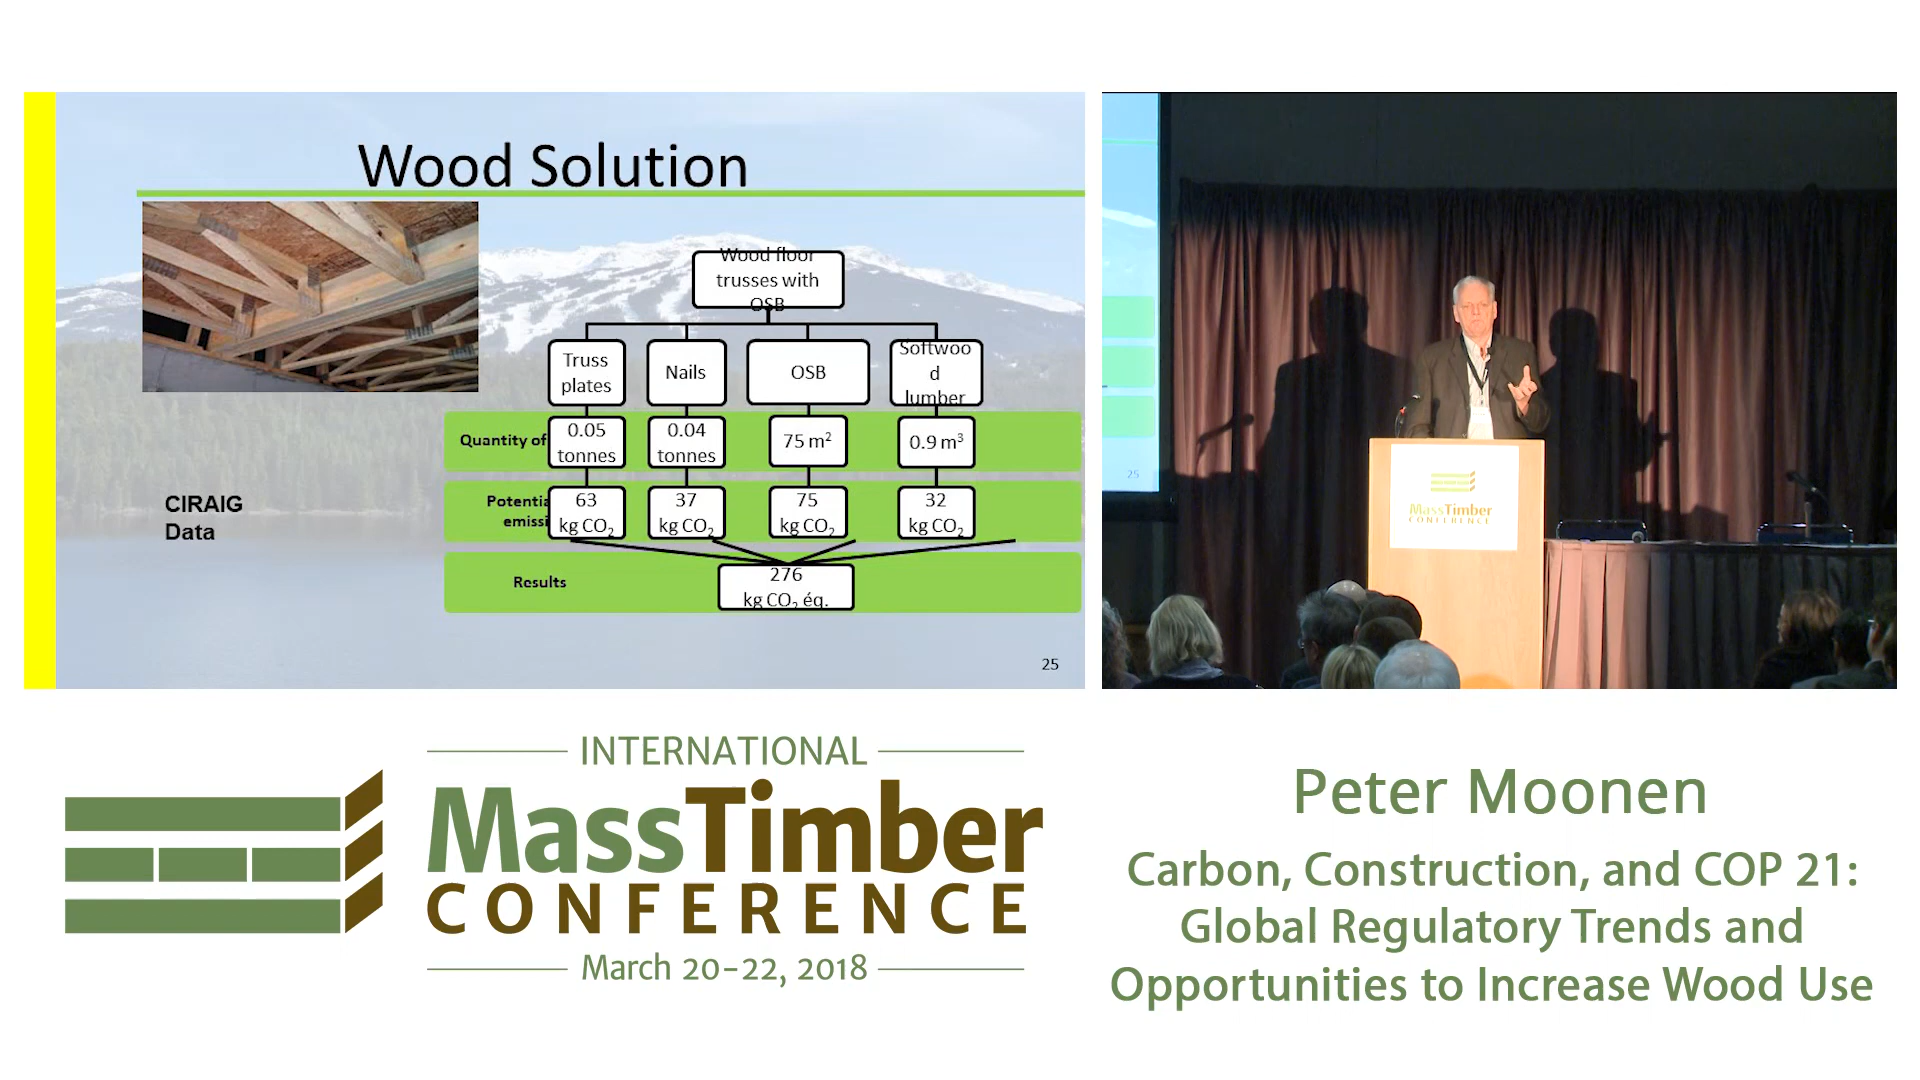 Wood Solution
Wood floor
trusses with
OSB
Truss
plates
Nails
OSB
Softwoo
d
lumber
Quantity of
0.05
tonnes
0.04
tonnes
75 m²
0.9 m³
Potentia
emissi
63
kg CO₂
37
kg CO₂
75
kg CO₂
32
kg CO₂
CIRAIG
Data
Results
276
kg CO₂ éq.
25
25
MassTimber
CONFERENCE
INTERNATIONAL
MassTimber
CONFERENCE
March 20-22, 2018
Peter Moonen
Carbon, Construction, and COP 21:
Global Regulatory Trends and
Opportunities to Increase Wood Use